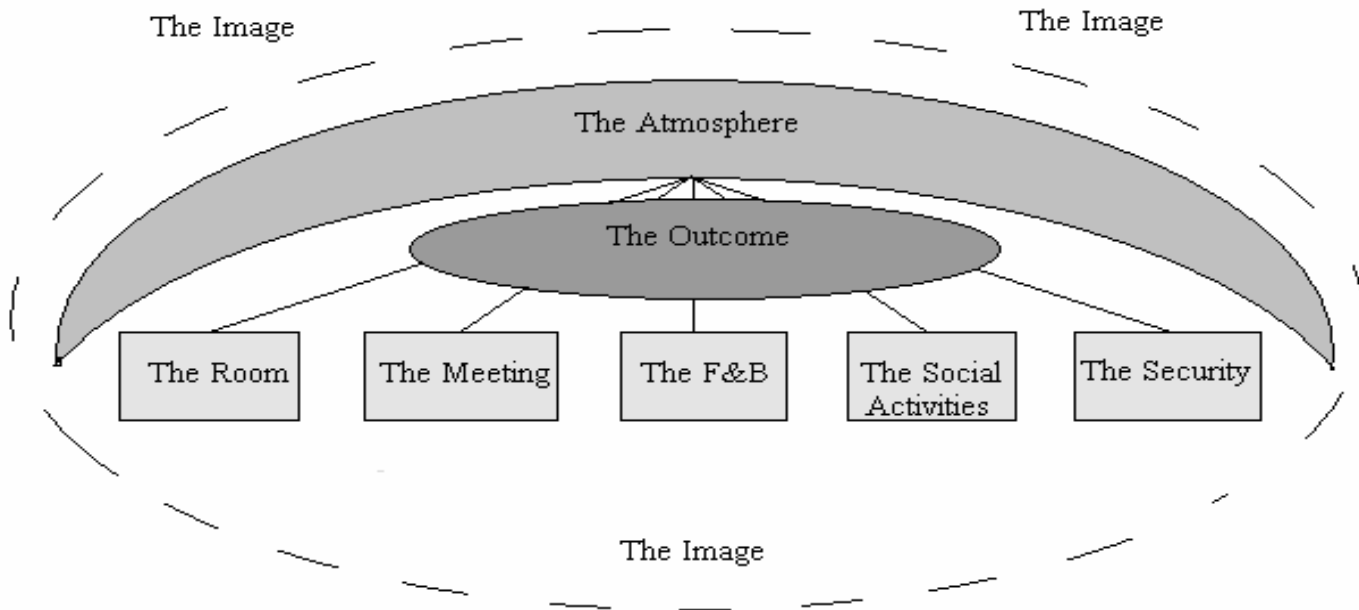 The Image
The Image
The Atmosphere
The Outcome
The Room
The Meeting
The F&B
The Social
Activities
The Security
The Image